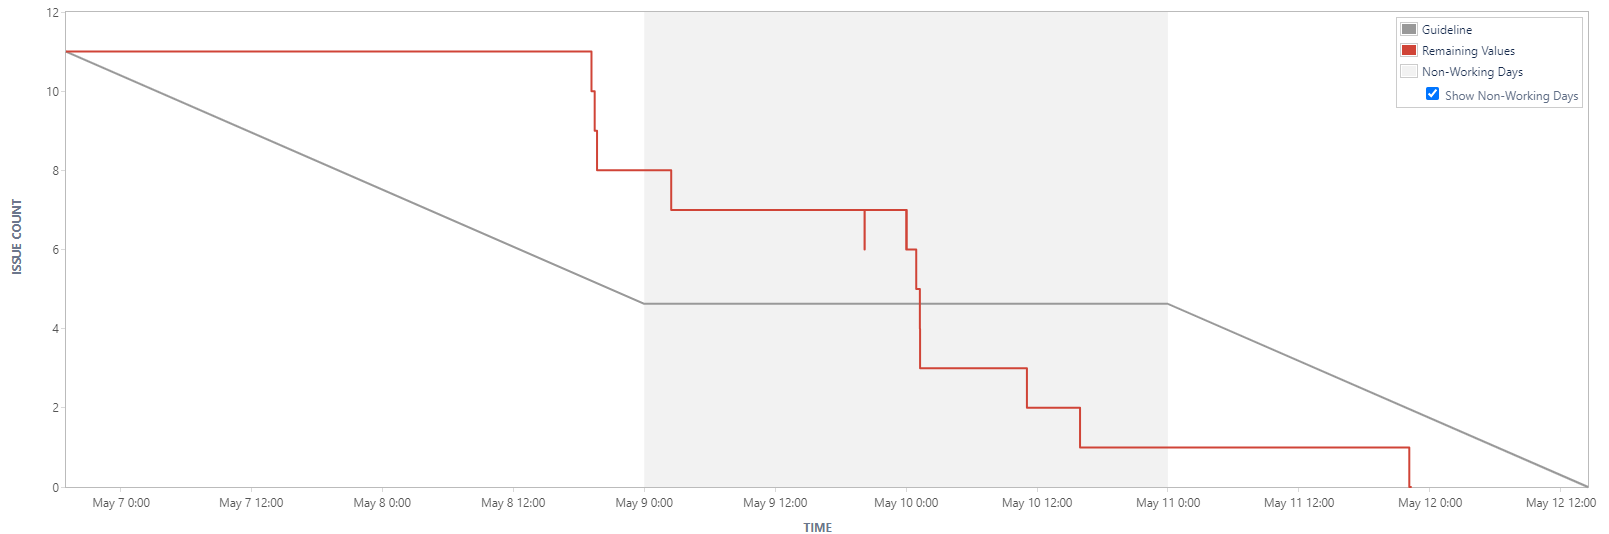 12
10
8
6
4
2
0
ISSUE COUNT
Guideline
Remaining Values
Non-Working Days
Show Non-Working Days
May 7 0:00 May 7 12:00 May 8 0:00 May 8 12:00 May 9 0:00 May 9 12:00 May 10 0:00 May 10 12:00 May 11 0:00 May 11 12:00 May 12 0:00 May 12 12:00
TIME